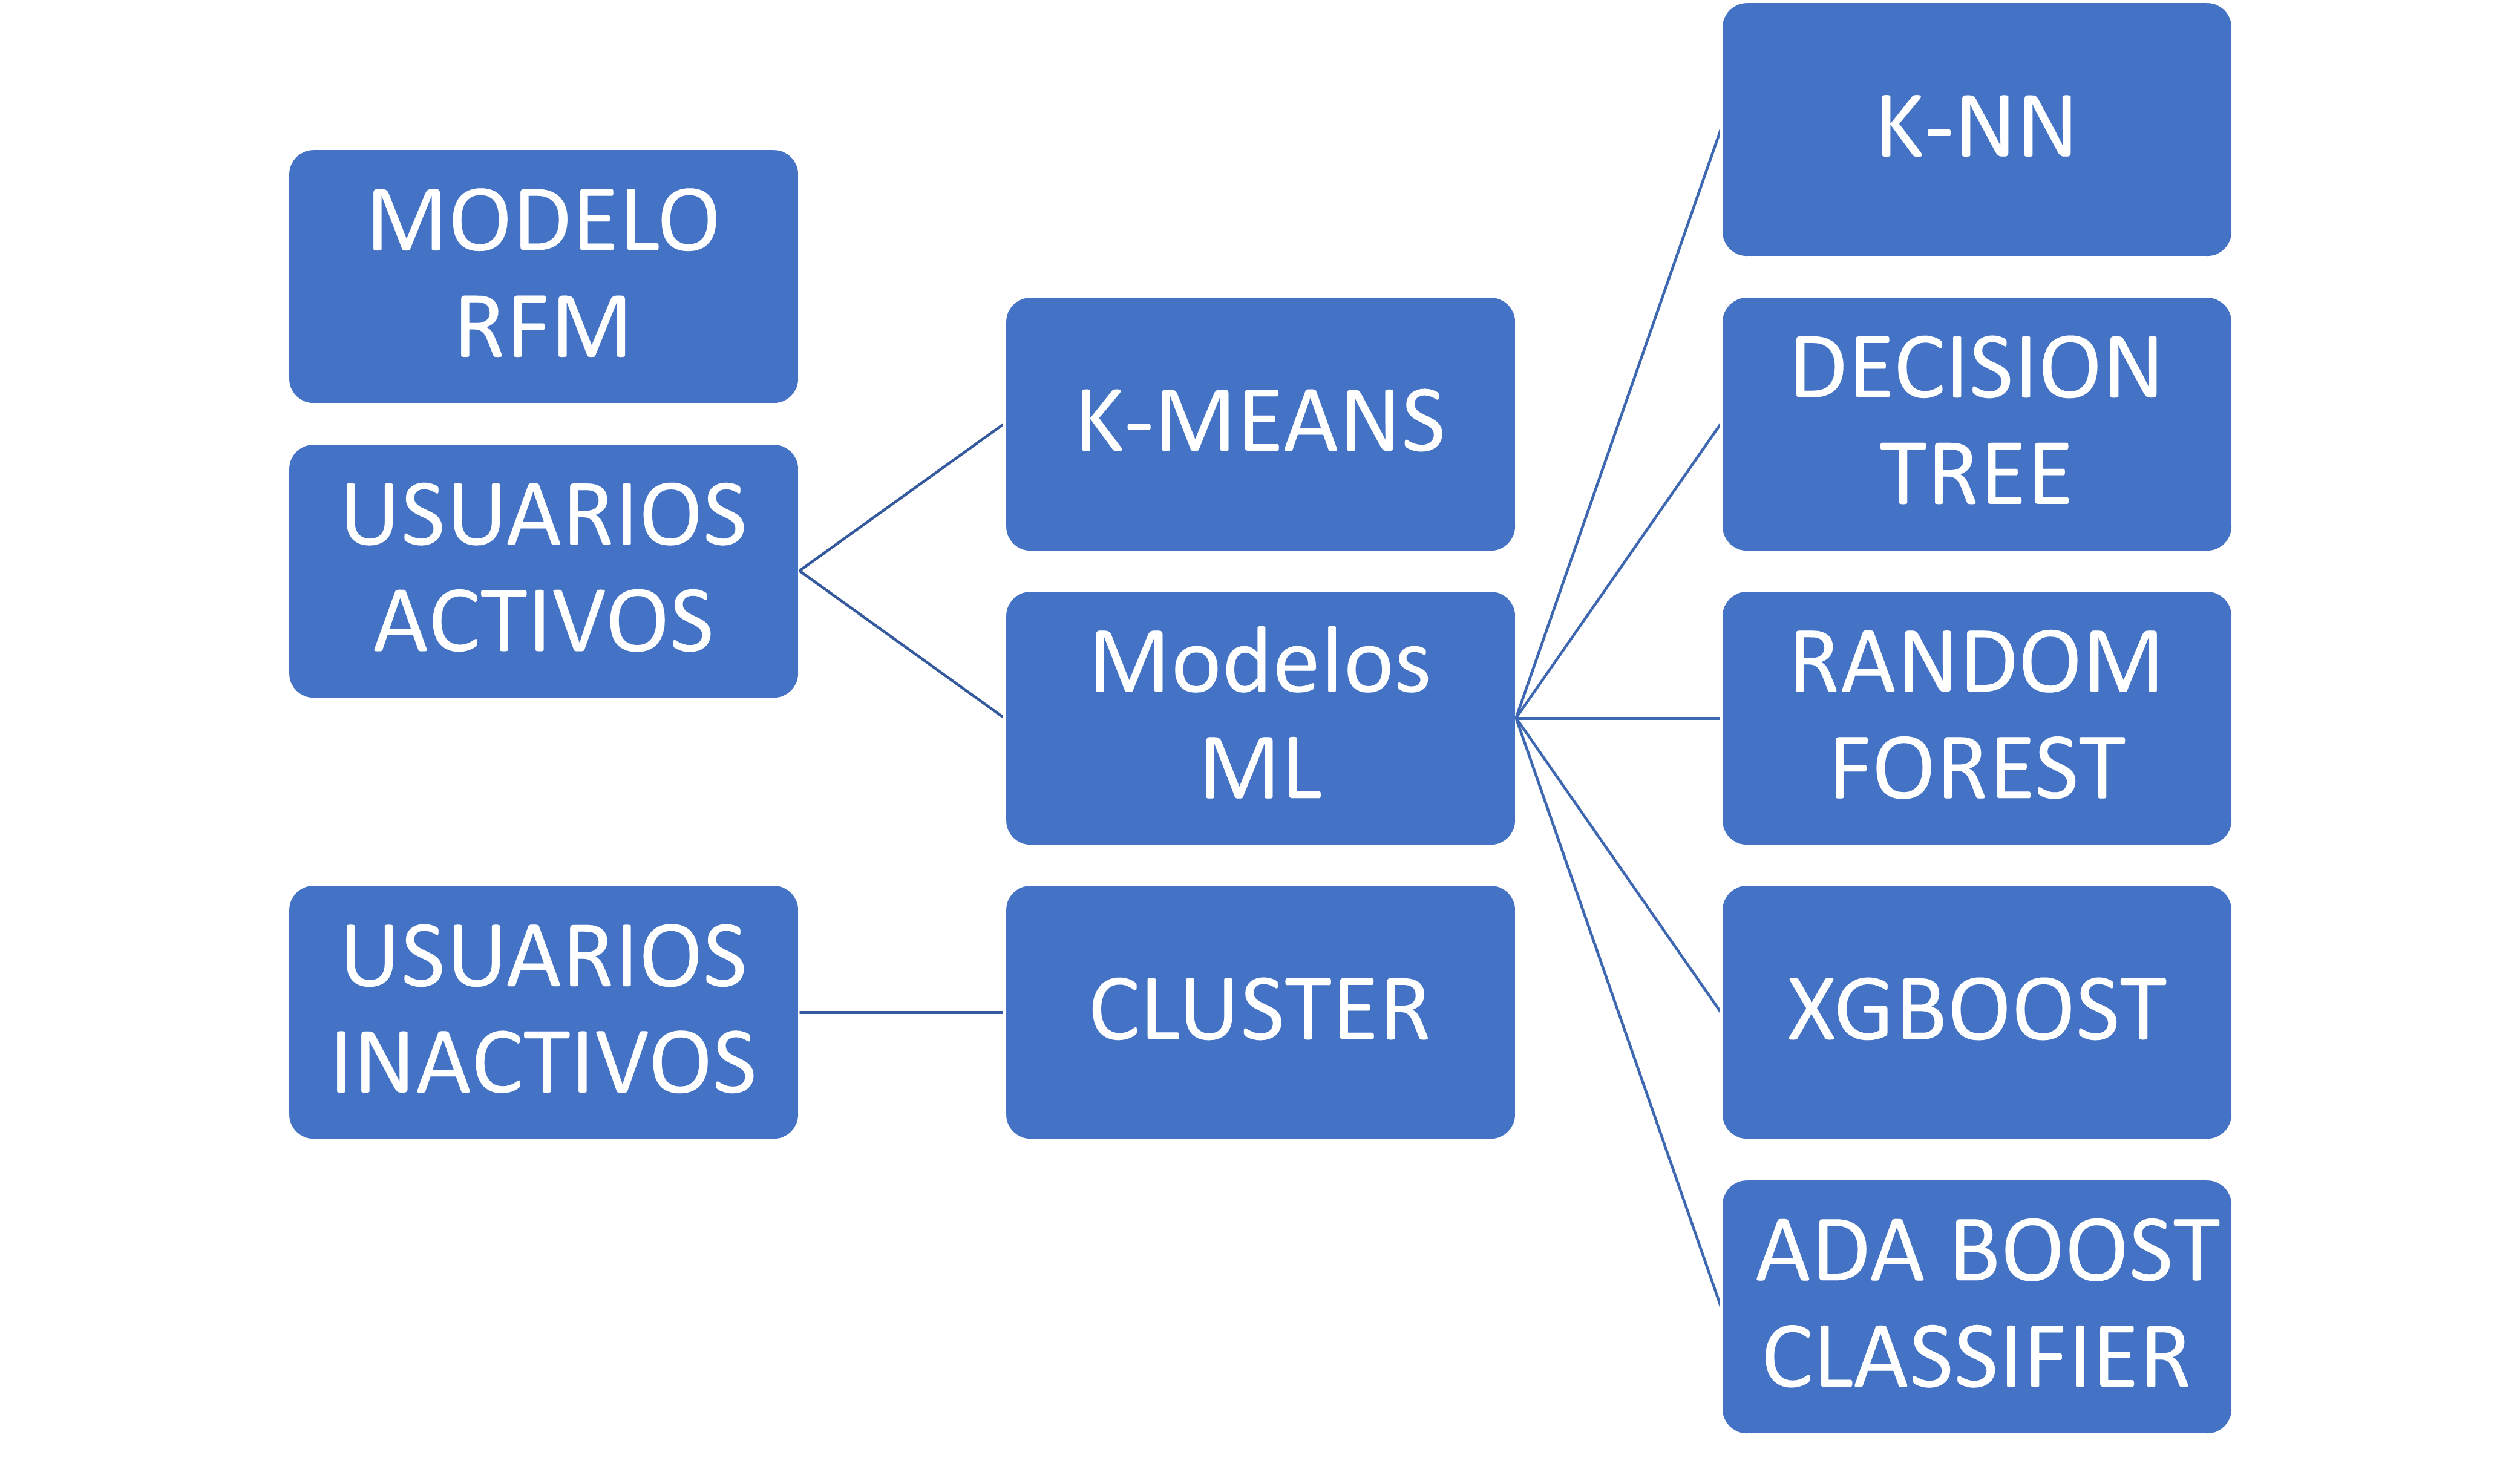 MODELO
RFM
USUARIOS
ACTIVOS
USUARIOS
INACTIVOS
K-MEANS
Modelos
ML
CLUSTER
K-NN
DECISION
TREE
RANDOM
FOREST
XGBOOST
ADA BOOST
CLASSIFIER